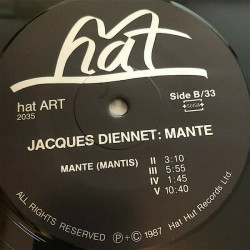 hat
hat ART
2035
Side B/33
JACQUES DIENNET: MANTE
MANTE (MANTIS) II 3:10
III 5:55
IV 1:45
V 10:40
ALL RIGHTS RESERVED
℗ + © 1987 Hat Hut Records Ltd.